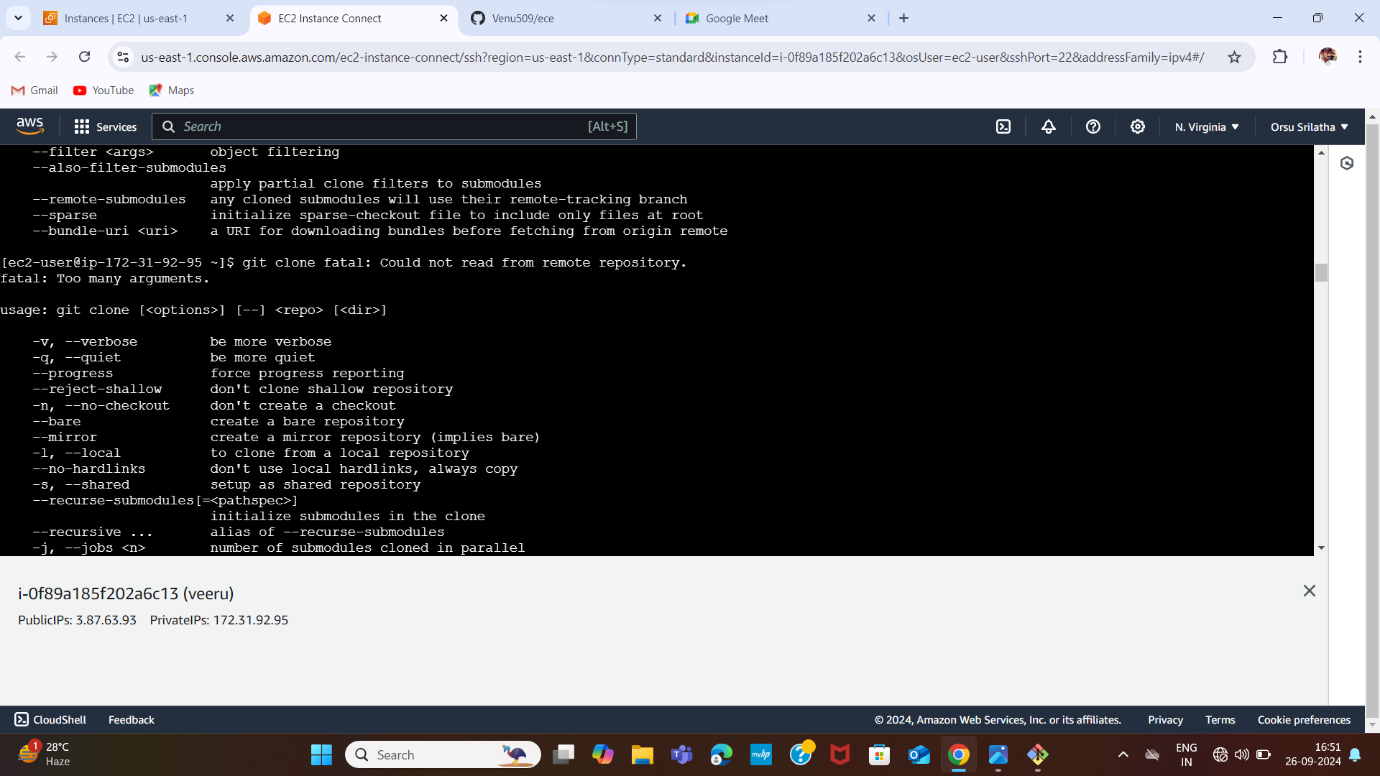 Instances | EC2 | us-east-1
EC2 Instance Connect
Venu509/ece
Google Meet
us-east-1.console.aws.amazon.com/ec2-instance-connect/ssh?region=us-east-1&connType=standard&instanceId=i-0f89a185f202a6c13&osUser=ec2-user&sshPort=22&addressFamily=ipv4#/
Gmail YouTube Maps
aws Services Search [Alt+S] N. Virginia ▼ Orsu Srilatha ▼
--filter <args> object filtering
--also-filter-submodules
apply partial clone filters to submodules
--remote-submodules any cloned submodules will use their remote-tracking branch
--sparse initialize sparse-checkout file to include only files at root
--bundle-uri <uri> a URI for downloading bundles before fetching from origin remote
[ec2-user@ip-172-31-92-95 ~]$ git clone fatal: Could not read from remote repository.
fatal: Too many arguments.
usage: git clone [<options>] [--] <repo> [<dir>]
-v, --verbose be more verbose
-q, --quiet be more quiet
--progress force progress reporting
--reject-shallow don't clone shallow repository
-n, --no-checkout don't create a checkout
--bare create a bare repository
--mirror create a mirror repository (implies bare)
-l, --local to clone from a local repository
--no-hardlinks don't use local hardlinks, always copy
-s, --shared setup as shared repository
--recurse-submodules[=<pathspec>]
initialize submodules in the clone
--recursive ... alias of --recurse-submodules
-j, --jobs <n> number of submodules cloned in parallel
i-0f89a185f202a6c13 (veeru)
PublicIPs: 3.87.63.93 PrivateIPs: 172.31.92.95
CloudShell Feedback © 2024, Amazon Web Services, Inc. or its affiliates. Privacy Terms Cookie preferences
1 28°C
Haze
Search
myhp
ENG
IN
16:51
26-09-2024